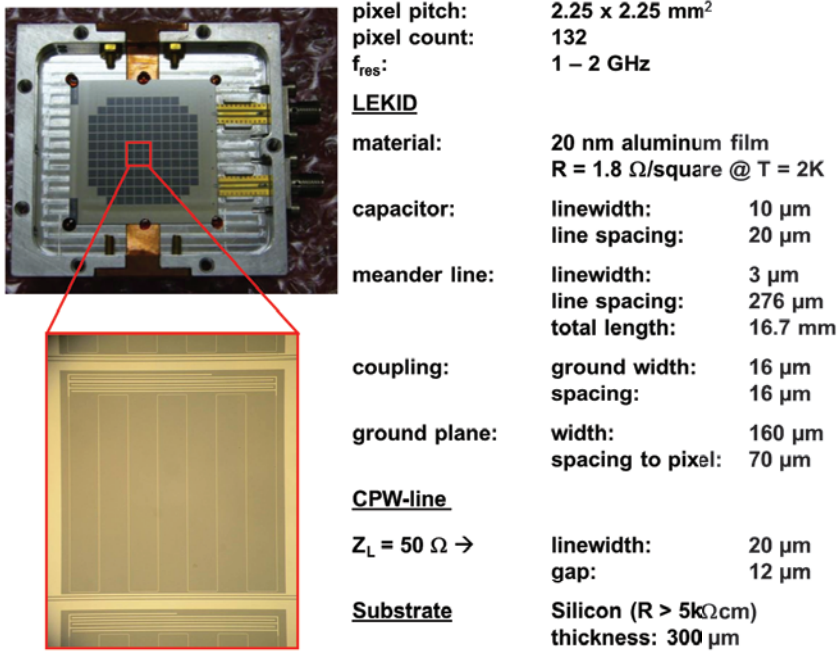 pixel pitch: 2.25 x 2.25 mm²
pixel count: 132
f_res: 1 – 2 GHz
LEKID
material: 20 nm aluminum film
R = 1.8 Ω/square @ T = 2K
capacitor: linewidth: 10 µm
line spacing: 20 µm
meander line: linewidth: 3 µm
line spacing: 276 µm
total length: 16.7 mm
coupling: ground width: 16 µm
spacing: 16 µm
ground plane: width: 160 µm
spacing to pixel: 70 µm
CPW-line
Z_L = 50 Ω → linewidth: 20 µm
gap: 12 µm
Substrate Silicon (R > 5kΩcm)
thickness: 300 µm